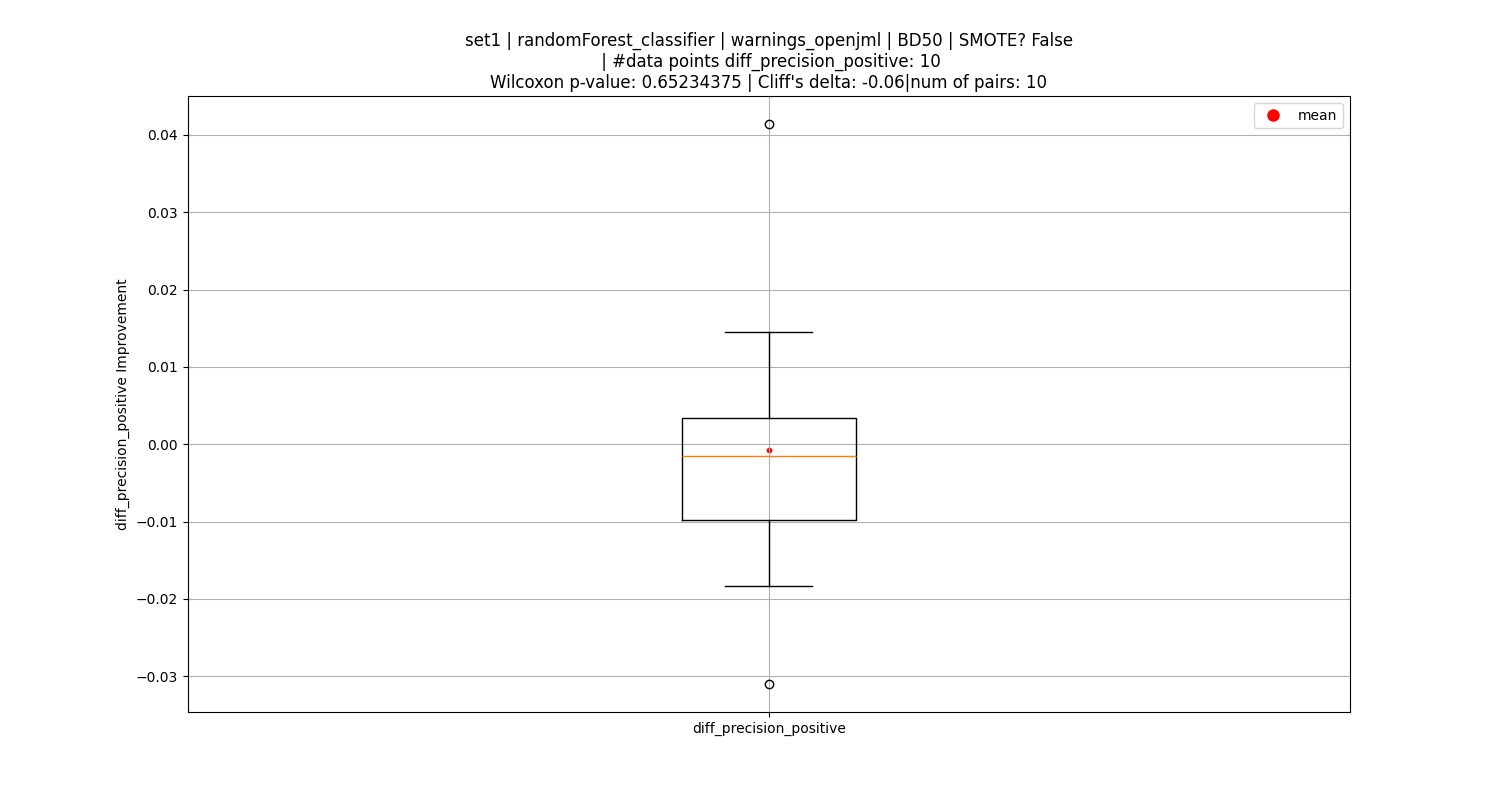 set1 | randomForest_classifier | warnings_openjml | BD50 | SMOTE? False
| #data points diff_precision_positive: 10
Wilcoxon p-value: 0.65234375 | Cliff's delta: -0.06|num of pairs: 10
mean
0.04
0.03
0.02
0.01
0.00
−0.01
−0.02
−0.03
diff_precision_positive Improvement
diff_precision_positive